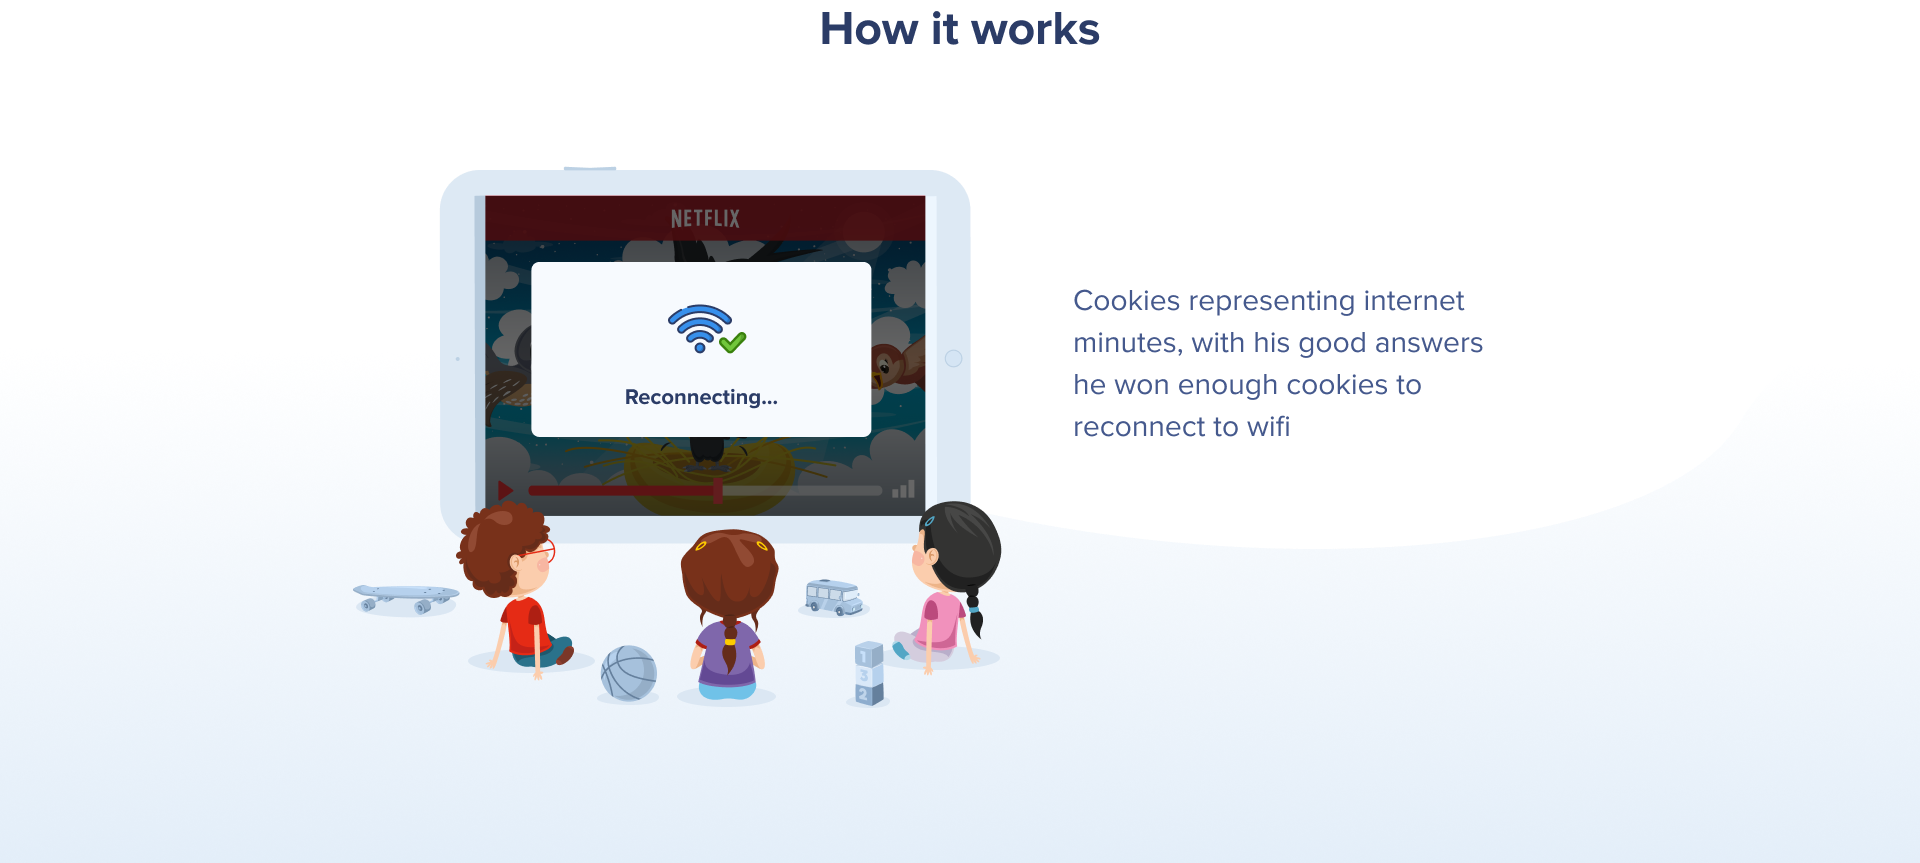 How it works
NETFLIX
Reconnecting...
Cookies representing internet
minutes, with his good answers
he won enough cookies to
reconnect to wifi
1
3
2